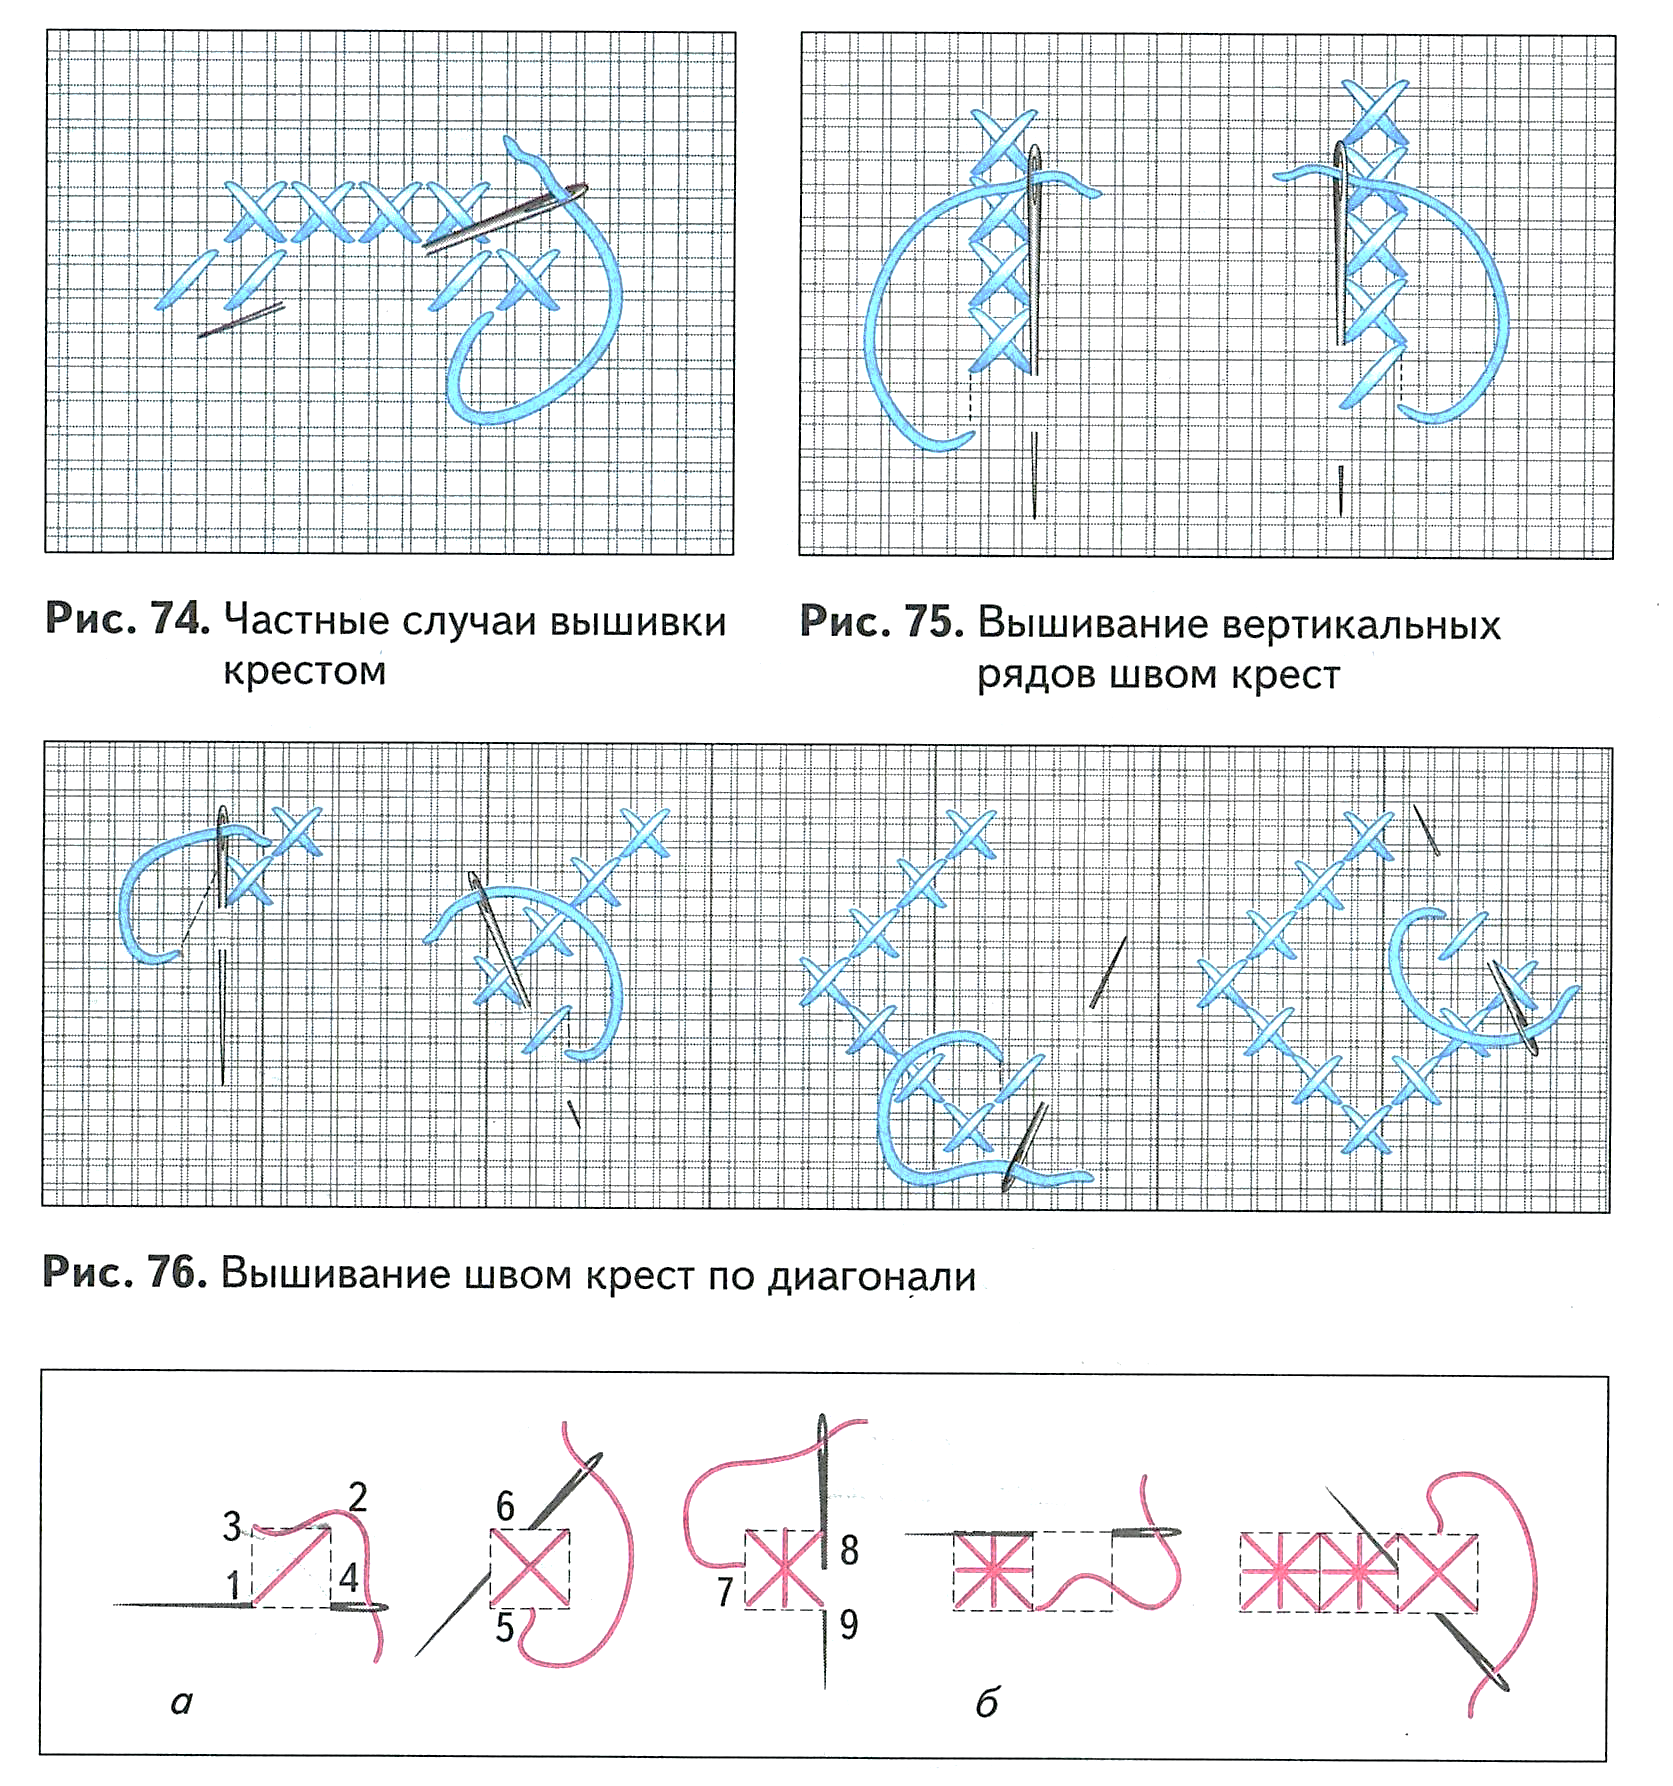 Рис. 74. Частные случаи вышивки
крестом
Рис. 75. Вышивание вертикальных
рядов швом крест
Рис. 76. Вышивание швом крест по диагонали
3
2
1
4
6
5
7
8
9
а
б